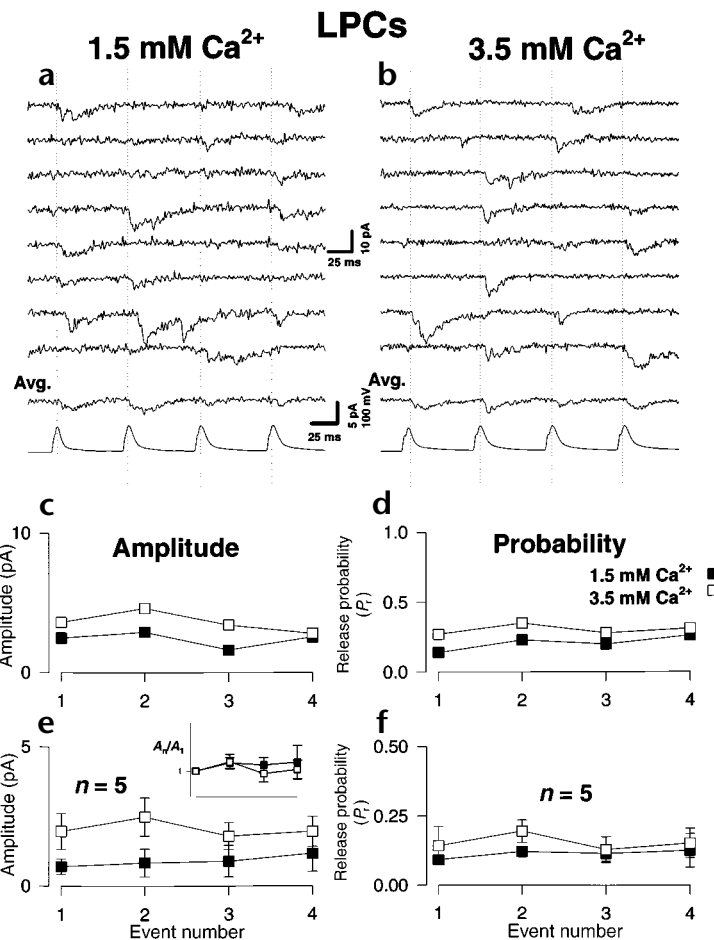 LPCs
1.5 mM Ca2+
3.5 mM Ca2+
a
b
10 pA
25 ms
Avg.
Avg.
5 pA
100 mV
25 ms
c
d
Amplitude
Probability
1.5 mM Ca2+
3.5 mM Ca2+
Amplitude (pA)
10
0
1 2 3 4
Release probability
(Pr)
1.0
0.5
0.0
1 2 3 4
e
f
Amplitude (pA)
5
0
n = 5
An/A1
1
1 2 3 4
Event number
Release probability
(Pr)
0.50
0.25
0.00
n = 5
1 2 3 4
Event number